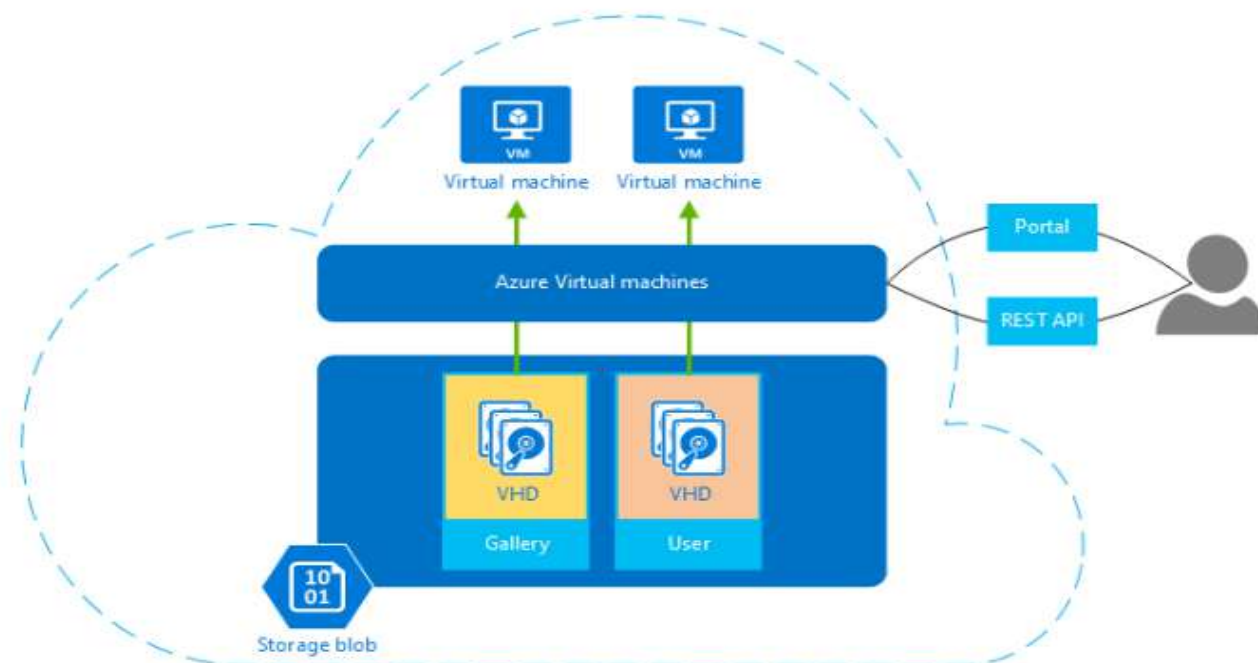 VM
VM
Virtual machine
Virtual machine
Portal
Azure Virtual machines
REST API
VHD
VHD
Gallery
User
10
01
Storage blob